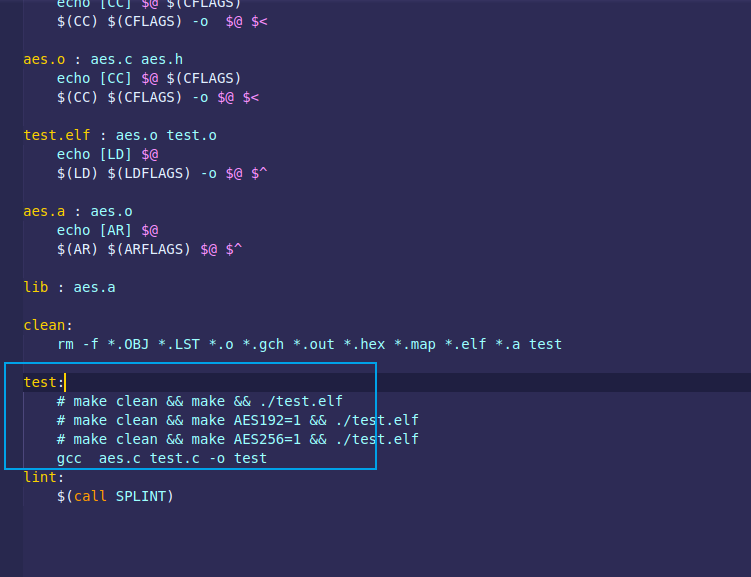 echo [CC] $@ $(CFLAGS)
$(CC) $(CFLAGS) -o  $@ $<
aes.o : aes.c aes.h
echo [CC] $@ $(CFLAGS)
$(CC) $(CFLAGS) -o $@ $<
test.elf : aes.o test.o
echo [LD] $@
$(LD) $(LDFLAGS) -o $@ $^
aes.a : aes.o
echo [AR] $@
$(AR) $(ARFLAGS) $@ $^
lib : aes.a
clean:
rm -f *.OBJ *.LST *.o *.gch *.out *.hex *.map *.elf *.a test
test:
# make clean && make && ./test.elf
# make clean && make AES192=1 && ./test.elf
# make clean && make AES256=1 && ./test.elf
gcc  aes.c test.c -o test
lint:
$(call SPLINT)